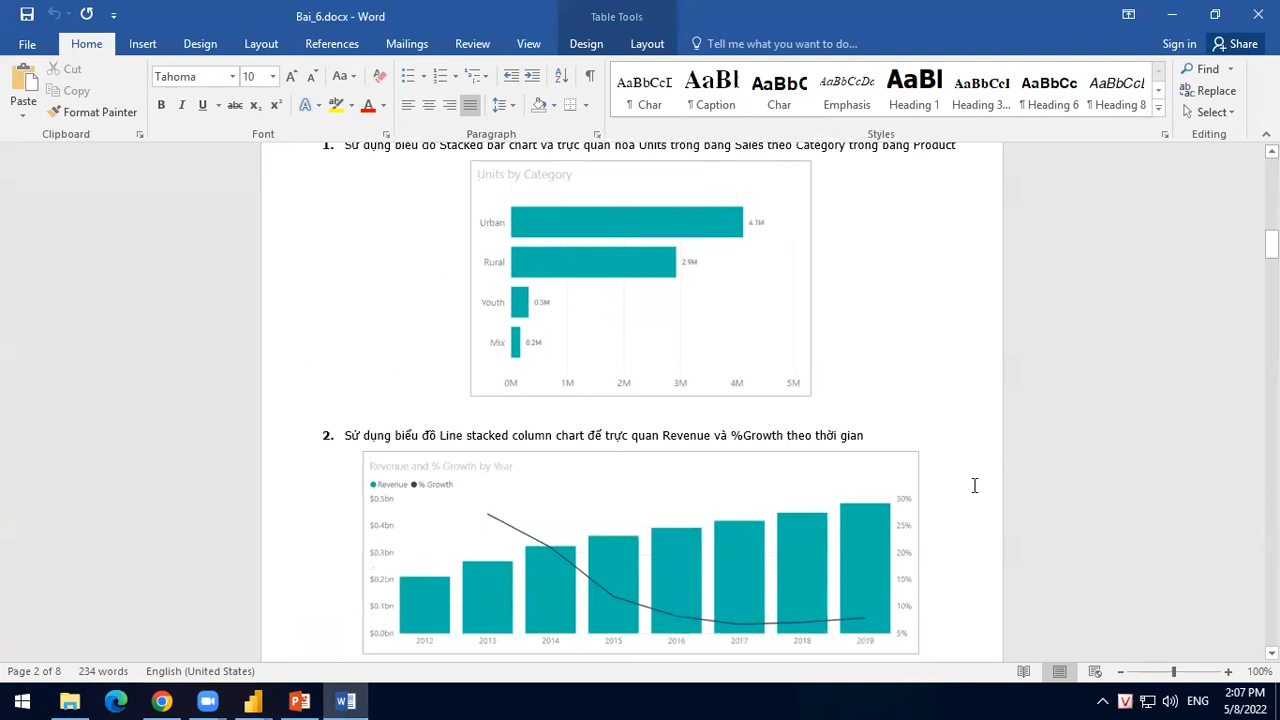 Bai_6.docx - Word
Table Tools
File
Home
Insert
Design
Layout
References
Mailings
Review
View
Design
Layout
Tell me what you want to do...
Sign in
Share
Paste
Cut
Copy
Format Painter
Clipboard
Tahoma
10
Font
Paragraph
AaBbCcI
¶ Char
AaBl
¶ Caption
AaBbC
Char
AaBbCcDc
Emphasis
AaBl
Heading 1
AaBbCc
Heading 3...
AaBbCc
¶ Heading 6
AaBbCcI
¶ Heading 8
Styles
Find
Replace
Select
Editing
1. Sử dụng biểu đồ Stacked bar chart và trực quan hóa Units trong bảng Sales theo Category trong bảng Product
Units by Category
Urban 4.1M
Rural 2.9M
Youth 0.3M
Mix 0.2M
0M 1M 2M 3M 4M 5M
2. Sử dụng biểu đồ Line stacked column chart để trực quan Revenue và %Growth theo thời gian
Revenue and % Growth by Year
Revenue % Growth
$0.5bn 30%
$0.4bn 25%
$0.3bn 20%
$0.2bn 15%
$0.1bn 10%
$0.0bn 5%
2012 2013 2014 2015 2016 2017 2018 2019
Page 2 of 8 234 words English (United States)
100%
ENG
2:07 PM
5/8/2022